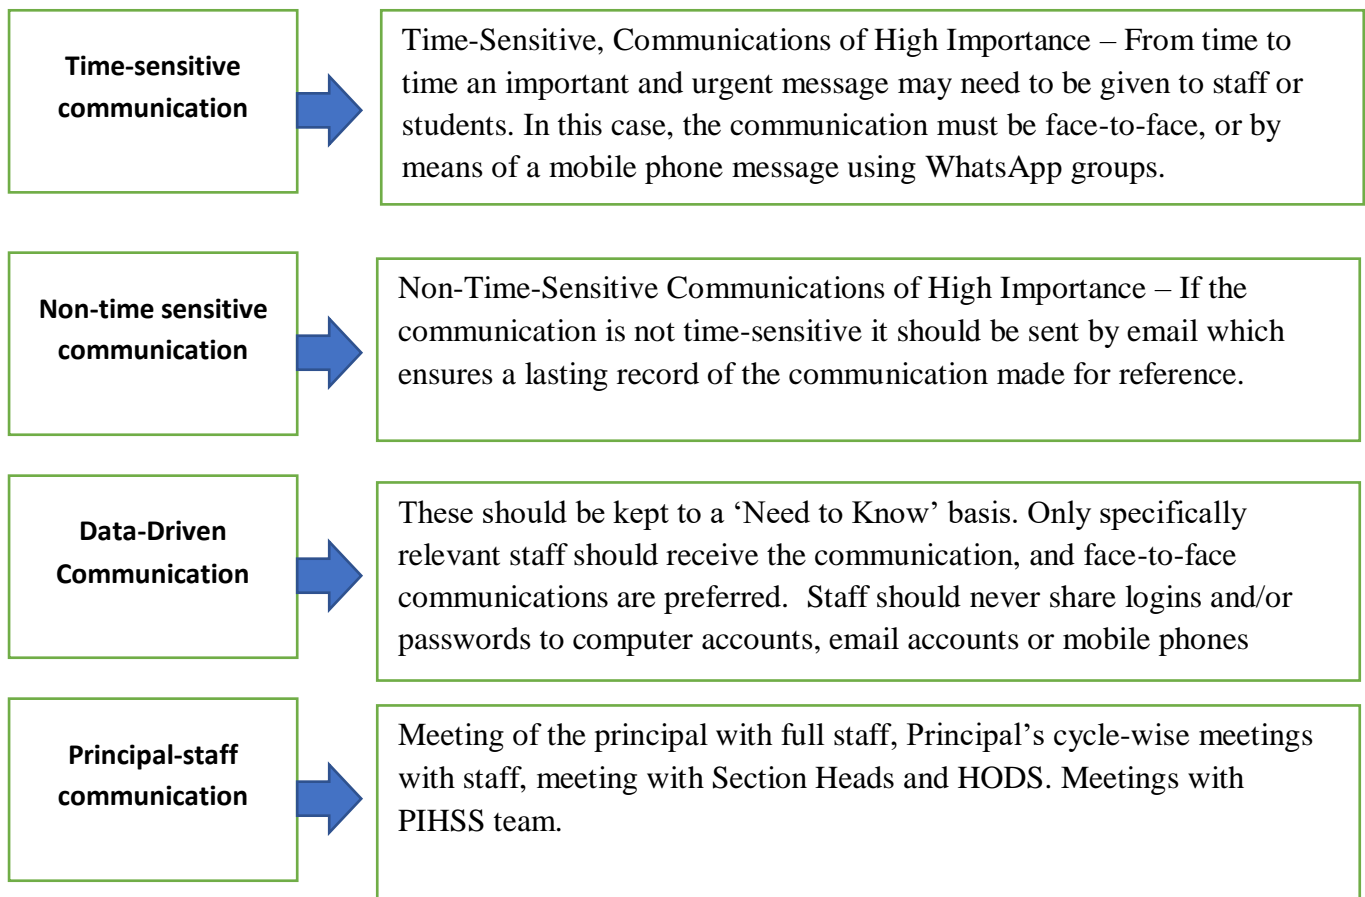 Time-sensitive
communication
Time-Sensitive, Communications of High Importance – From time to
time an important and urgent message may need to be given to staff or
students. In this case, the communication must be face-to-face, or by
means of a mobile phone message using WhatsApp groups.
Non-time sensitive
communication
Non-Time-Sensitive Communications of High Importance – If the
communication is not time-sensitive it should be sent by email which
ensures a lasting record of the communication made for reference.
Data-Driven
Communication
These should be kept to a ‘Need to Know’ basis. Only specifically
relevant staff should receive the communication, and face-to-face
communications are preferred.  Staff should never share logins and/or
passwords to computer accounts, email accounts or mobile phones
Principal-staff
communication
Meeting of the principal with full staff, Principal’s cycle-wise meetings
with staff, meeting with Section Heads and HODS. Meetings with
PIHSS team.